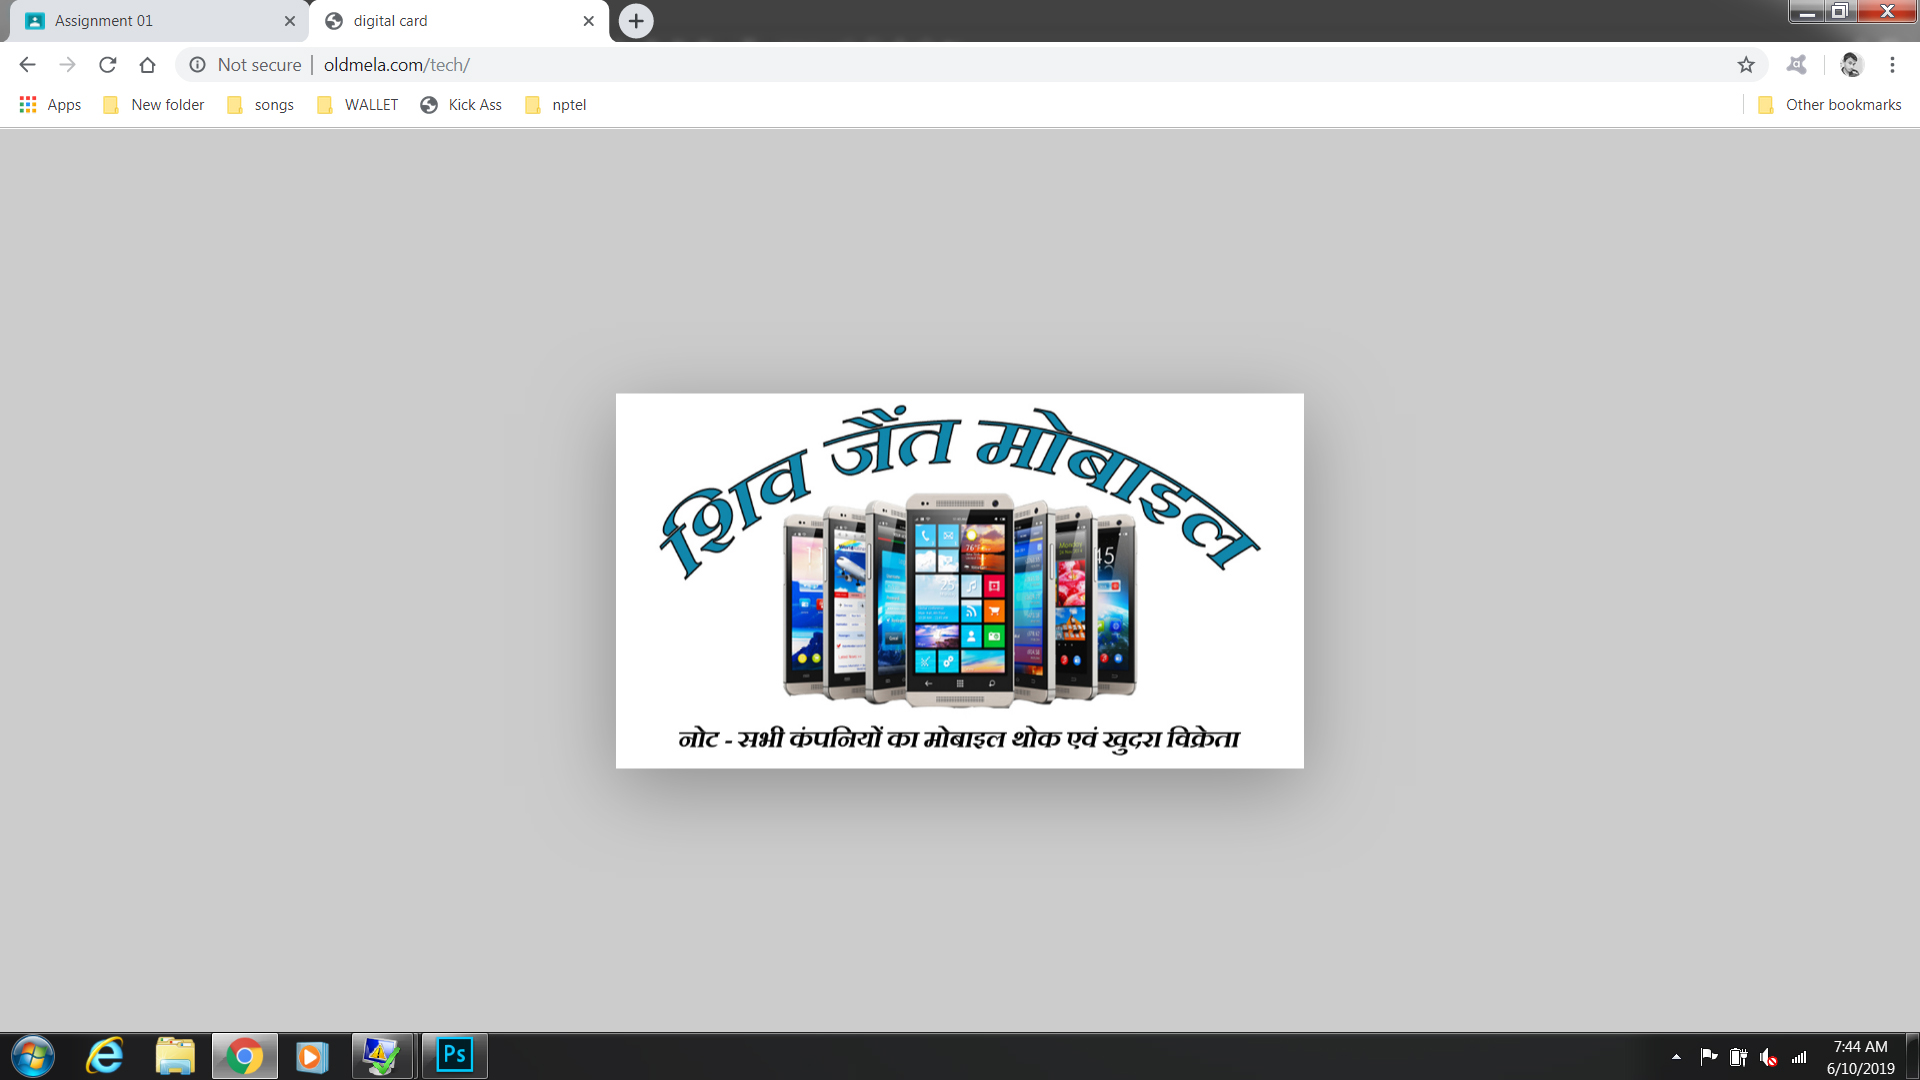 Assignment 01
digital card
Not secure
oldmela.com/tech/
Apps
New folder
songs
WALLET
Kick Ass
nptel
Other bookmarks
शिव जैंत मोबाइल
45
नोट - सभी कंपनियों का मोबाइल थोक एवं खुदरा विक्रेता
Ps
7:44 AM
6/10/2019